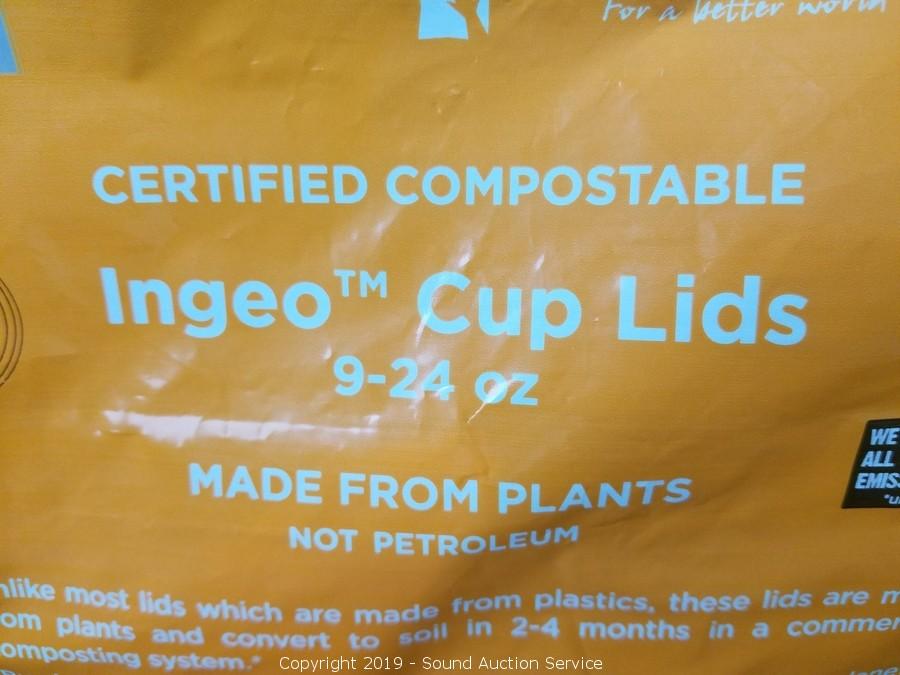 For a better world
CERTIFIED COMPOSTABLE
Ingeo™ Cup Lids
9-24 oz
WE
ALL
EMIS
MADE FROM PLANTS
NOT PETROLEUM
nlike most lids which are made from plastics, these lids are m
om plants and convert to soil in 2-4 months in a commer
omposting system.*
Copyright 2019 - Sound Auction Service